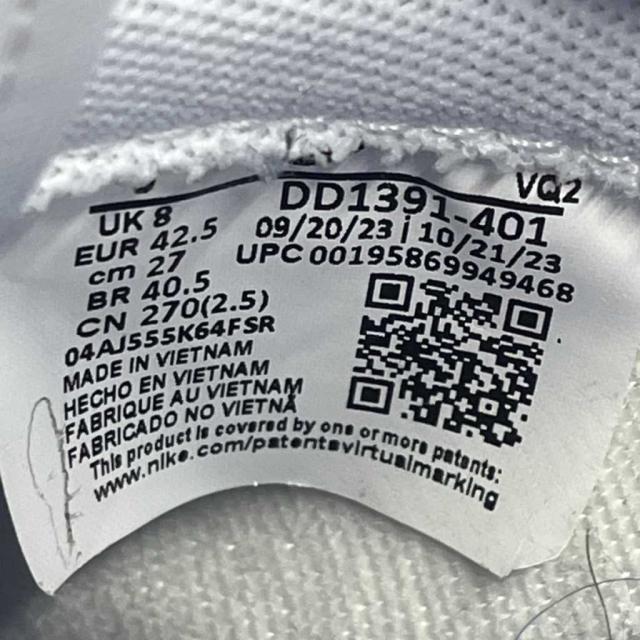 VQ2
UK 8
EUR 42.5
cm 27
BR 40.5
CN 270(2.5)
04AJ555K64FSR
MADE IN VIETNAM
HECHO EN VIETNAM
FABRIQUE AU VIETNAM
FABRICADO NO VIETNÃ
DD1391-401
09/20/23 | 10/21/23
UPC 00195869949468
This product is covered by one or more patents:
www.nike.com/patentsvirtualmarking